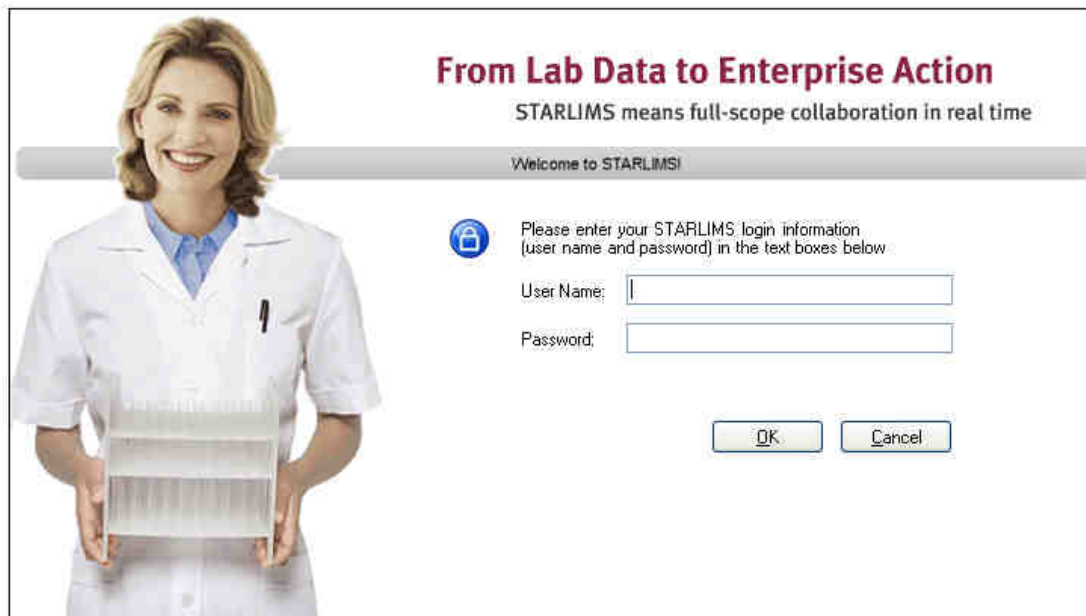 From Lab Data to Enterprise Action
STARLIMS means full-scope collaboration in real time
Welcome to STARLIMS!
Please enter your STARLIMS login information
(user name and password) in the text boxes below
User Name:
Password:
OK
Cancel